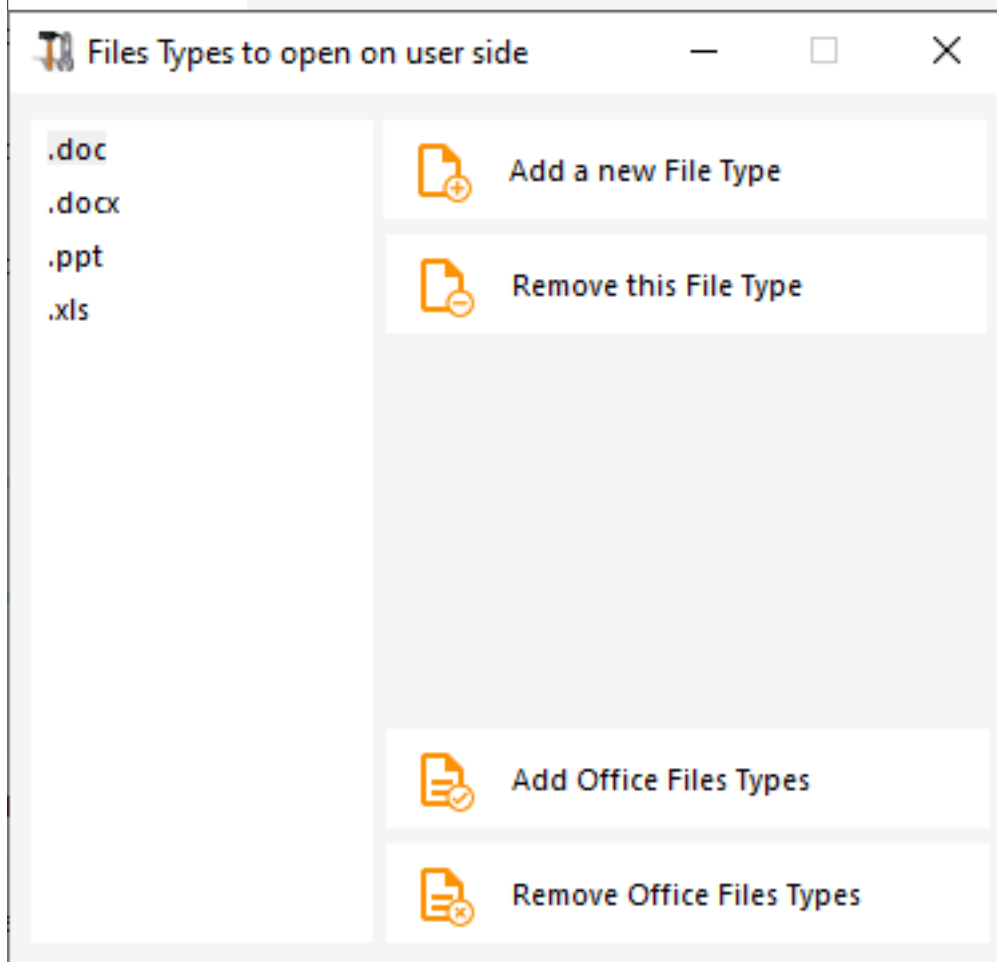 Files Types to open on user side
.doc
.docx
.ppt
.xls
Add a new File Type
Remove this File Type
Add Office Files Types
Remove Office Files Types